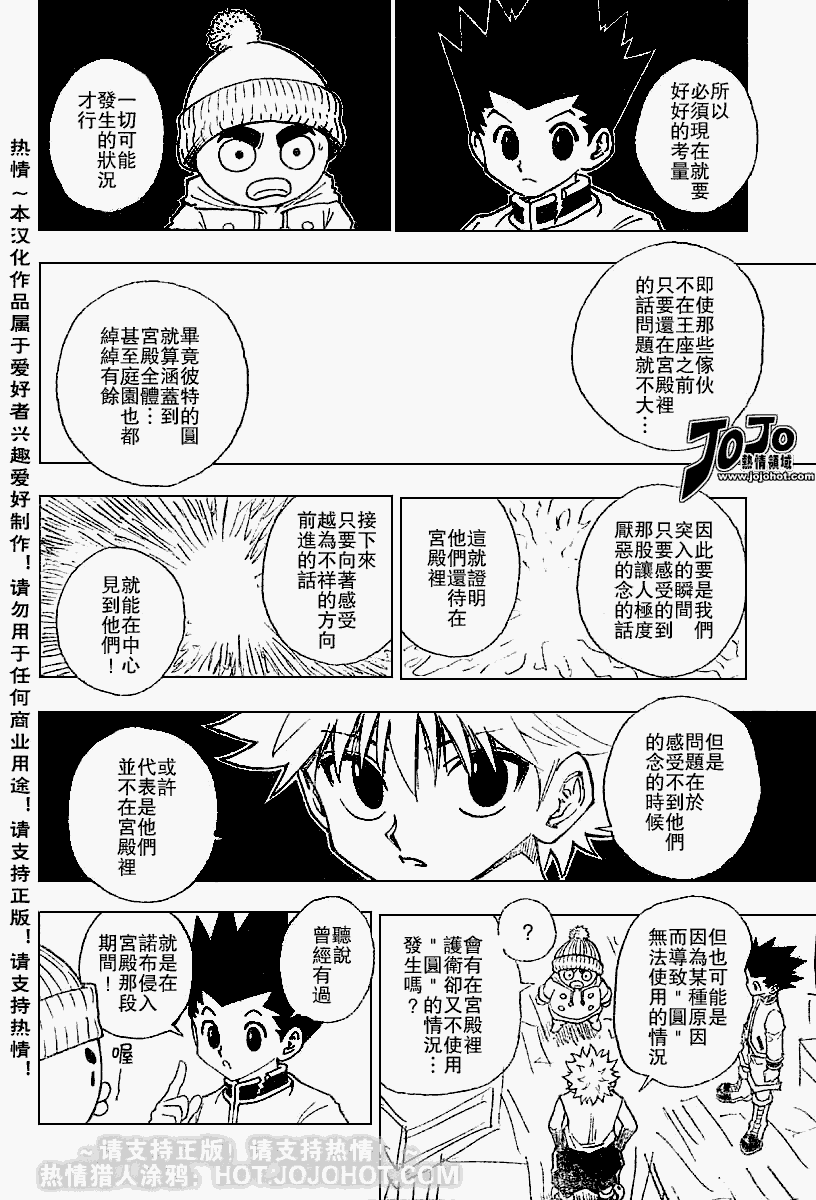 所以
必須現在就要
好好的考量
一切可能
發生的狀況
才行
即使那些傢伙
不在王座之前
只要還在宮殿裡
的話問題就不大…
畢竟彼特的圓
就算涵蓋到
宮殿全體…
甚至庭園也都
綽綽有餘
JOJO
熱情領域
www.jojohot.com
因此要是我們
突入的瞬間
只要感受的到
那股讓人極度
厭惡的念的話
這就證明
他們還待在
宮殿裡
接下來
只要向著感受
越為不祥的方向
前進的話
就能在中心
見到他們！
但是
問題在於
感受不到他們
的念的時候
或許
代表是他們
並不在宮殿裡
但也可能是
因為某種原因
而導致"圓"
無法使用的情況
？
會有在宮殿裡
護衛卻又不使用
"圓"的情況…
發生嗎？
聽說
曾經有過
就是在
諾布侵入
宮殿那段
期間！
喔
热情～本汉化作品属于爱好者兴趣爱好制作！请勿用于任何商业用途！请支持正版！请支持热情！
～请支持正版！请支持热情！～
热情猎人涂鸦：HOT.JOJOHOT.COM